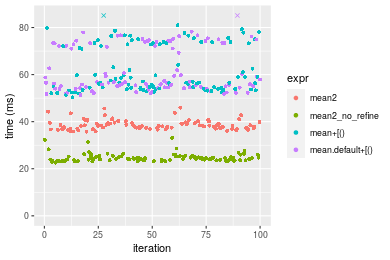 80
60
40
20
0
time (ms)
0
25
50
75
100
iteration
expr
mean2
mean2_no_refine
mean+[()
mean.default+[()